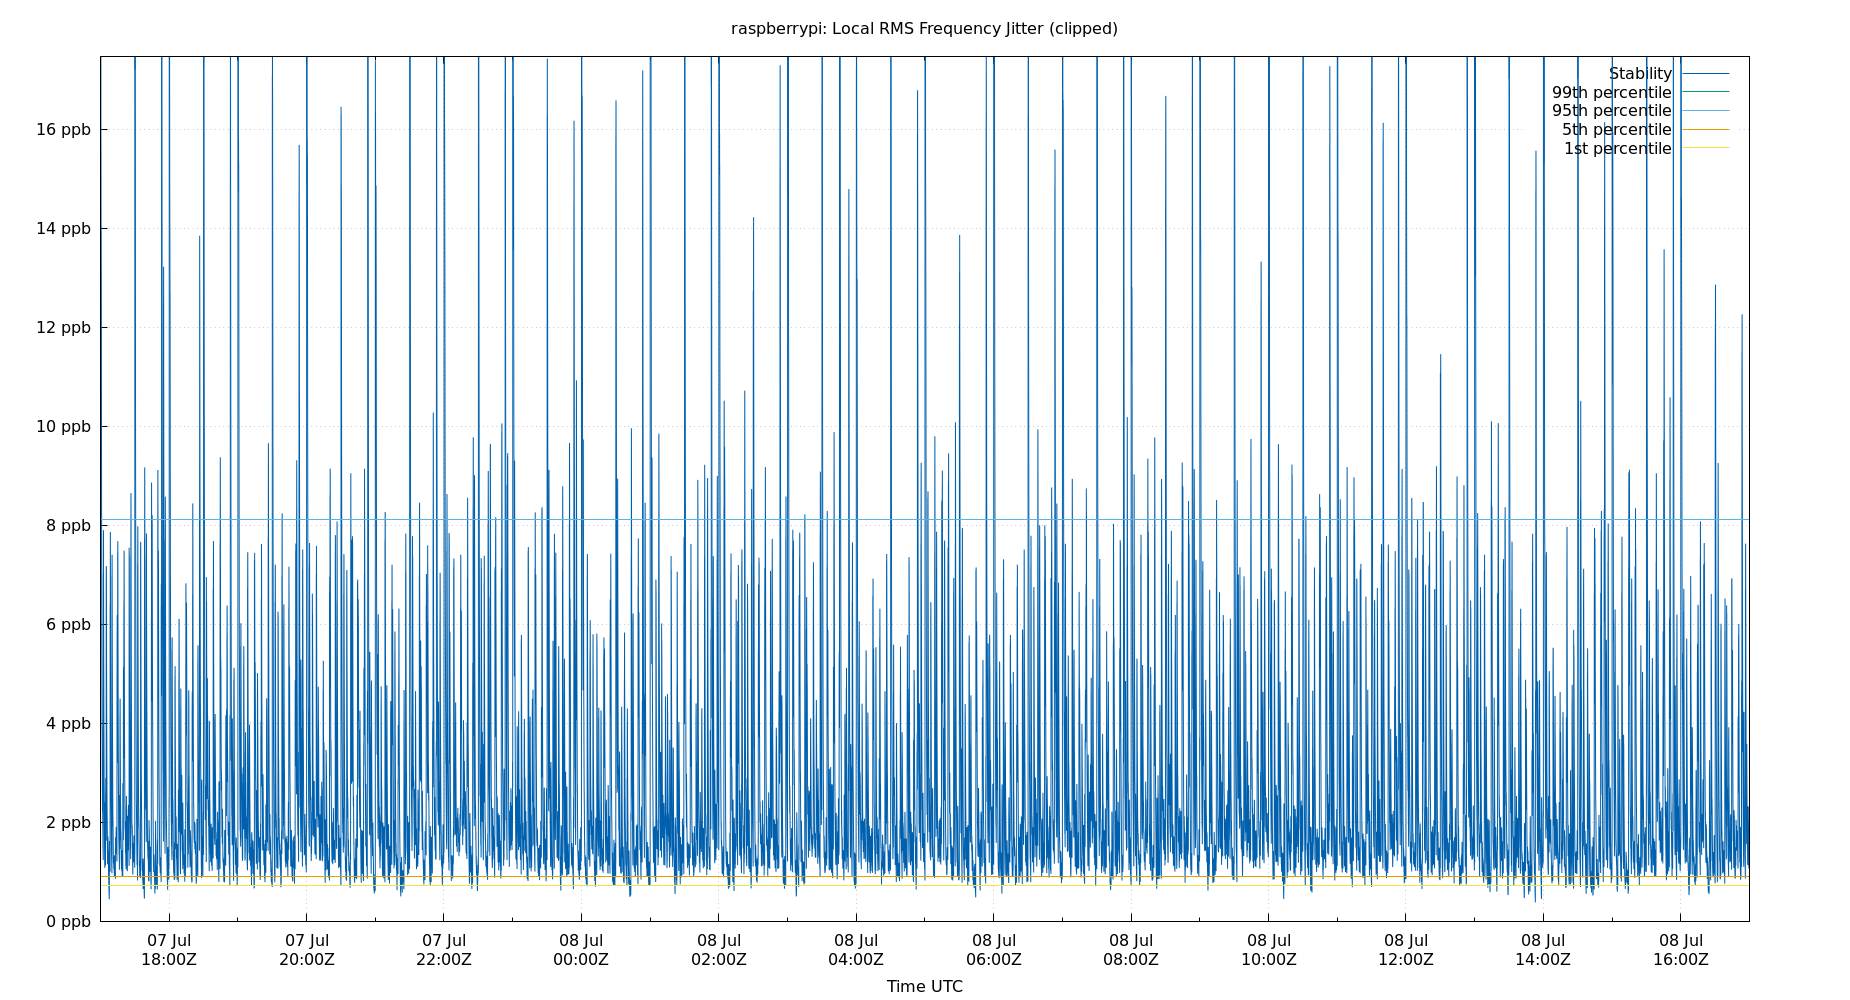 raspberrypi: Local RMS Frequency Jitter (clipped)
Stability
99th percentile
95th percentile
5th percentile
1st percentile
16 ppb
14 ppb
12 ppb
10 ppb
8 ppb
6 ppb
4 ppb
2 ppb
0 ppb
07 Jul 07 Jul 07 Jul 08 Jul 08 Jul 08 Jul 08 Jul 08 Jul 08 Jul 08 Jul 08 Jul 08 Jul
18:00Z 20:00Z 22:00Z 00:00Z 02:00Z 04:00Z 06:00Z 08:00Z 10:00Z 12:00Z 14:00Z 16:00Z
Time UTC